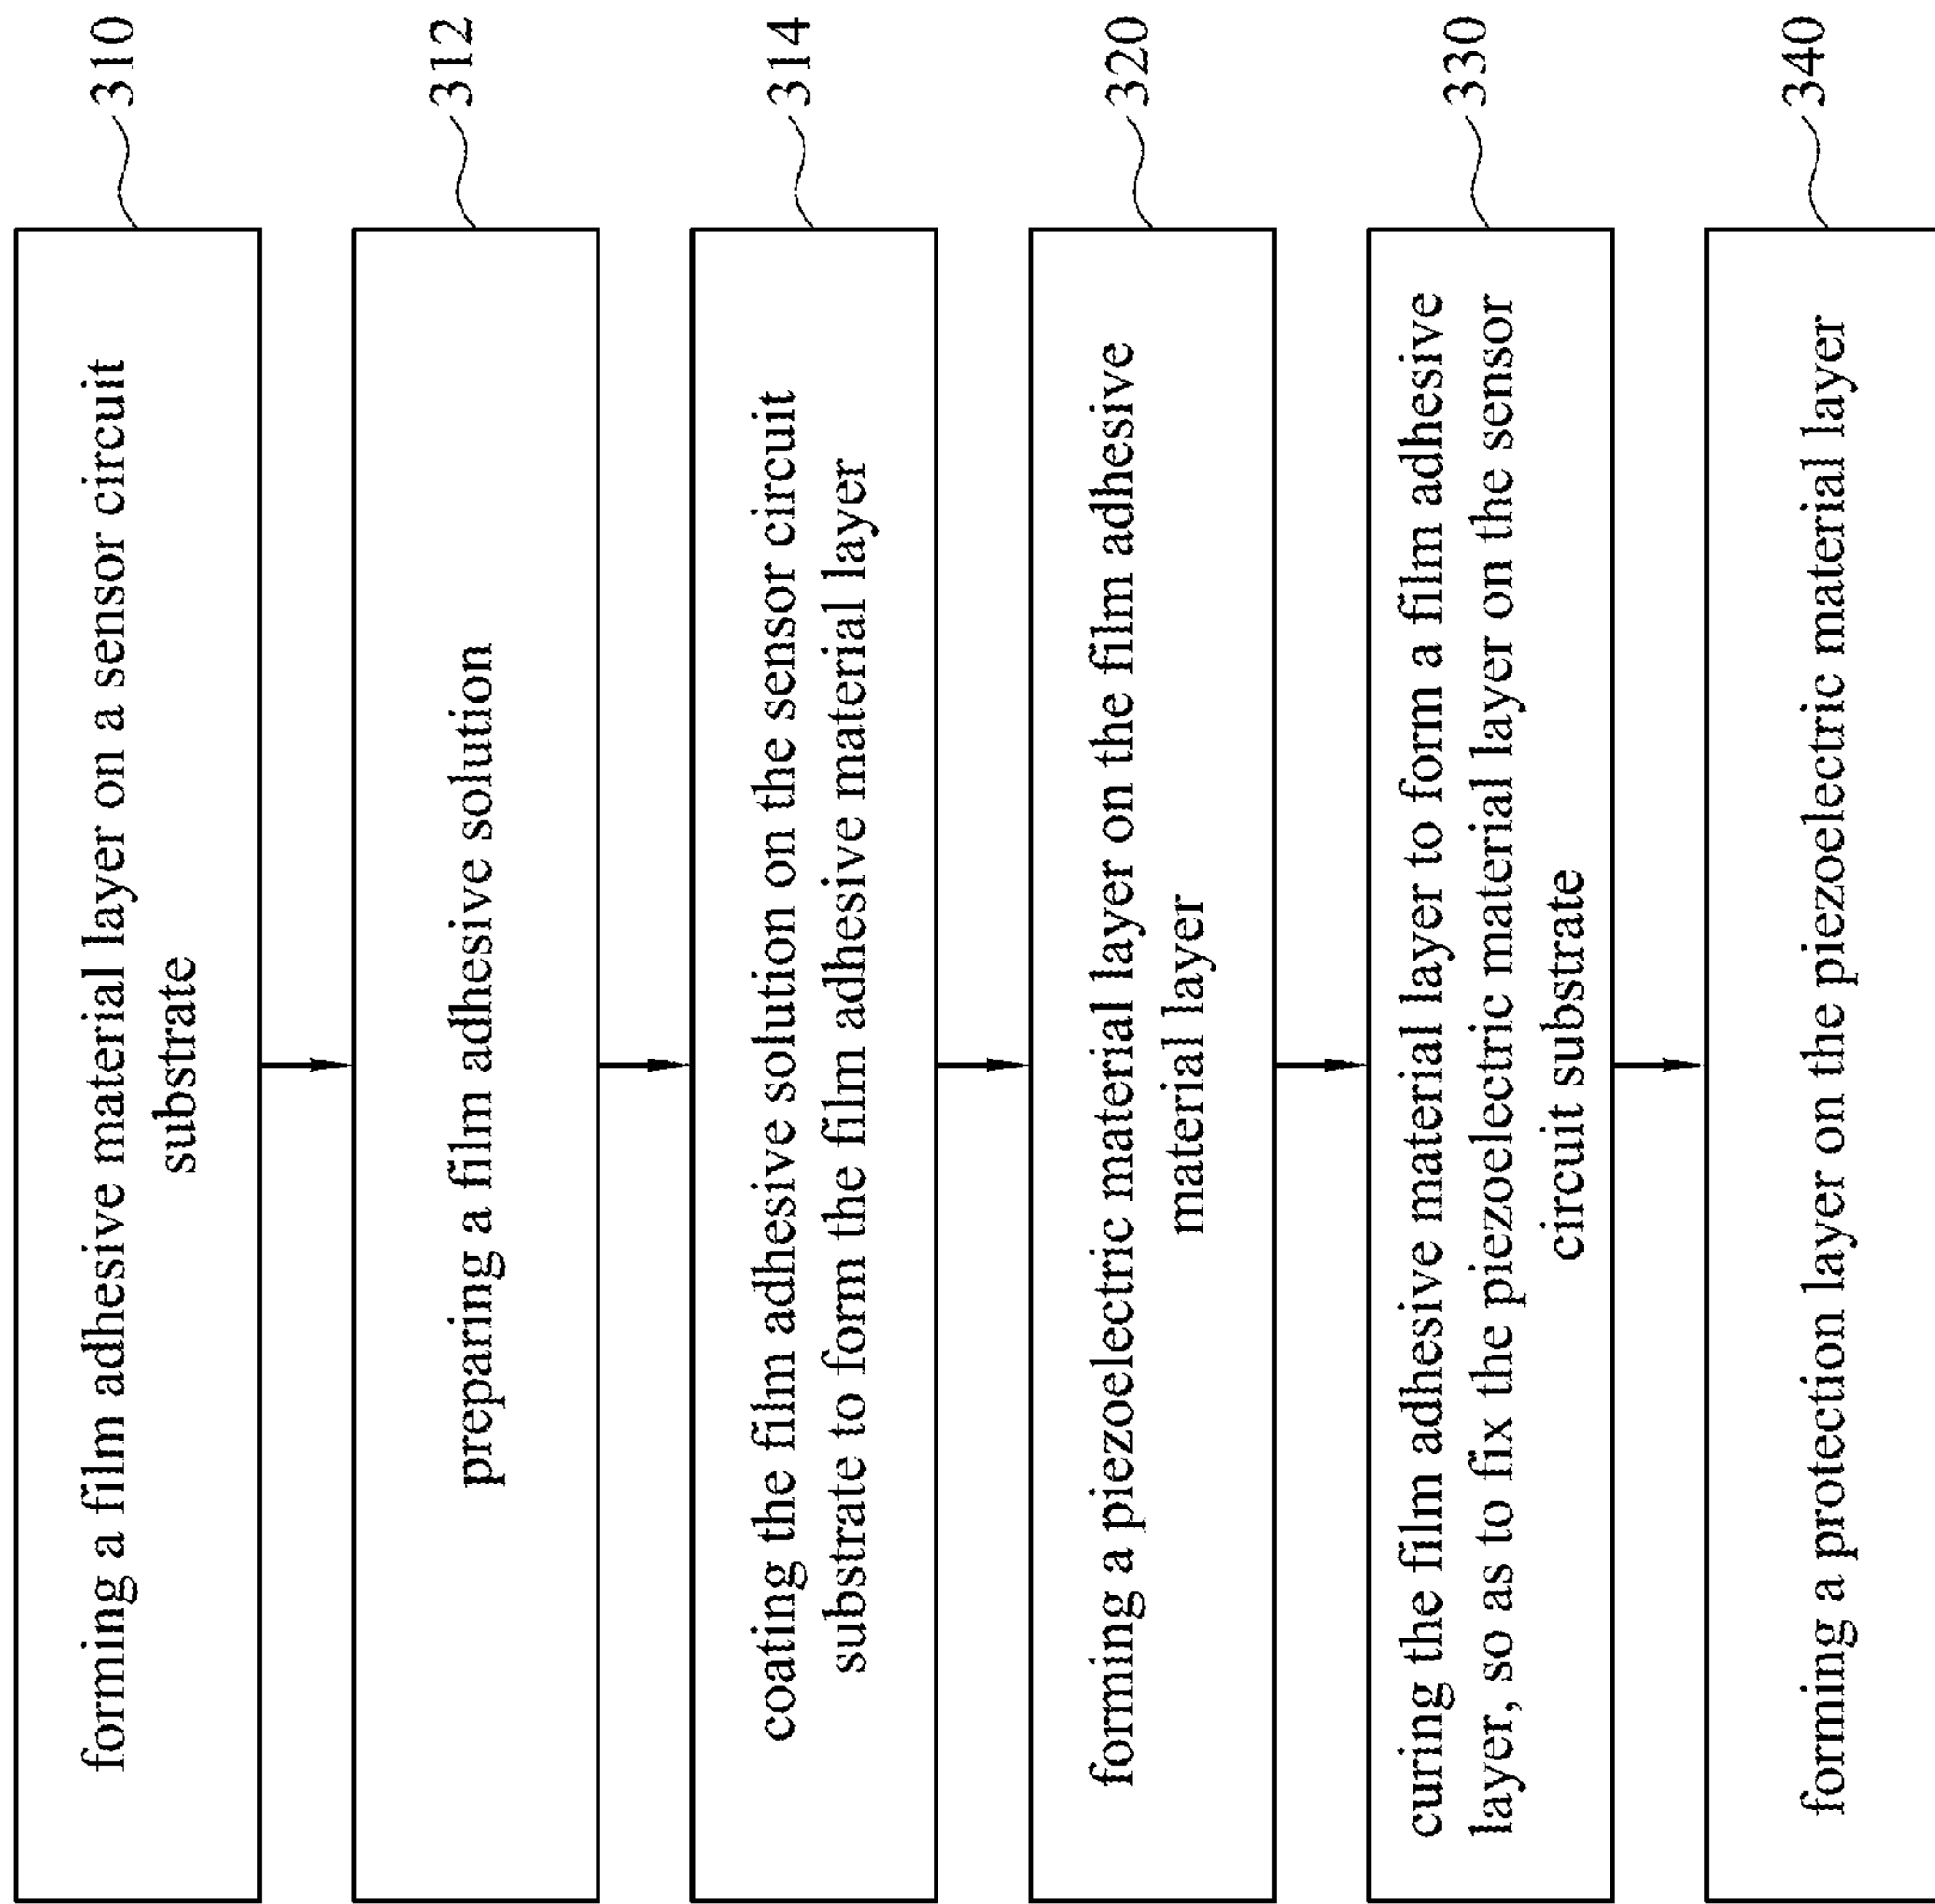 forming a film adhesive material layer on a sensor circuit
substrate
310
preparing a film adhesive solution
312
coating the film adhesive solution on the sensor circuit
substrate to form the film adhesive material layer
314
forming a piezoelectric material layer on the film adhesive
material layer
320
curing the film adhesive material layer to form a film adhesive
layer, so as to fix the piezoelectric material layer on the sensor
circuit substrate
330
forming a protection layer on the piezoelectric material layer
340